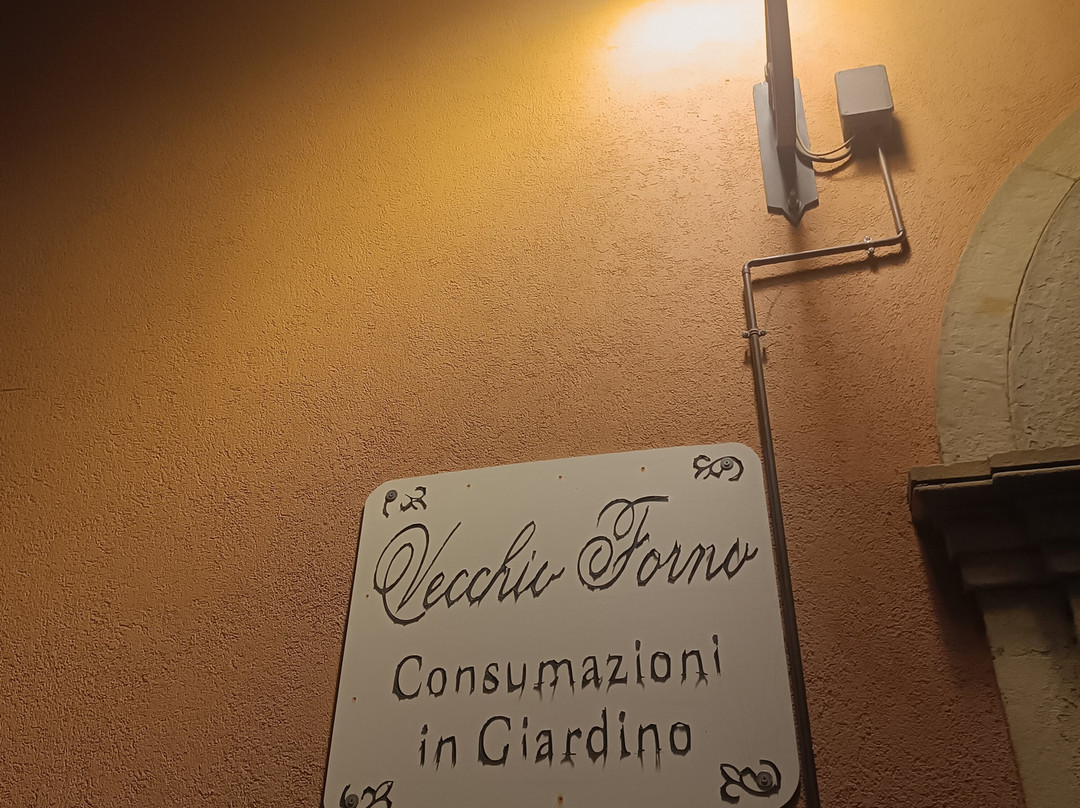 Vecchio Forno
Consumazioni
in Giardino